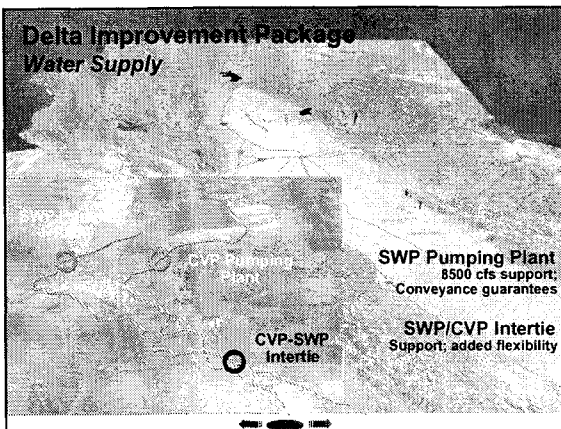 Delta Improvement Package
Water Supply
SWP
CVP Pumping
Plant
SWP Pumping Plant
8500 cfs support;
Conveyance guarantees
CVP-SWP
Intertie
SWP/CVP Intertie
Support; added flexibility